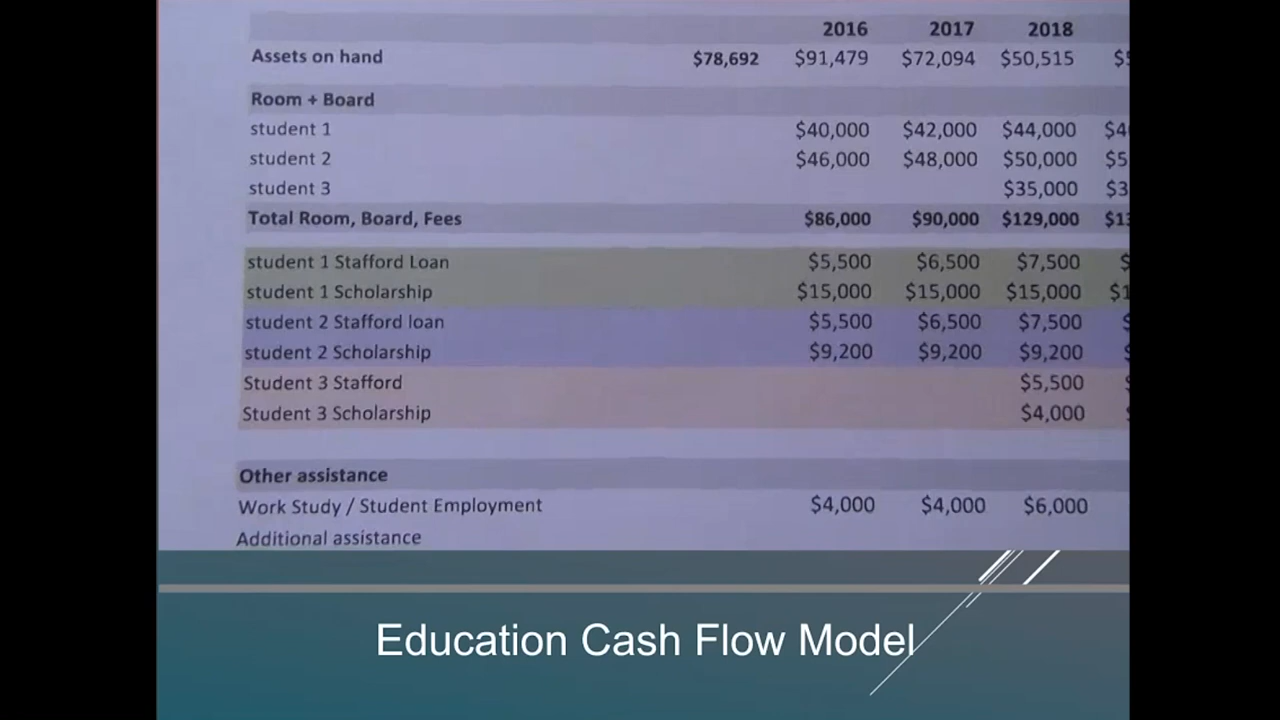 2016 2017 2018
Assets on hand $78,692 $91,479 $72,094 $50,515
Room + Board
student 1 $40,000 $42,000 $44,000 $4
student 2 $46,000 $48,000 $50,000 $5
student 3 $35,000 $3
Total Room, Board, Fees $86,000 $90,000 $129,000 $13
student 1 Stafford Loan $5,500 $6,500 $7,500 $
student 1 Scholarship $15,000 $15,000 $15,000 $1
student 2 Stafford loan $5,500 $6,500 $7,500
student 2 Scholarship $9,200 $9,200 $9,200
Student 3 Stafford $5,500
Student 3 Scholarship $4,000
Other assistance
Work Study / Student Employment $4,000 $4,000 $6,000
Additional assistance
Education Cash Flow Model